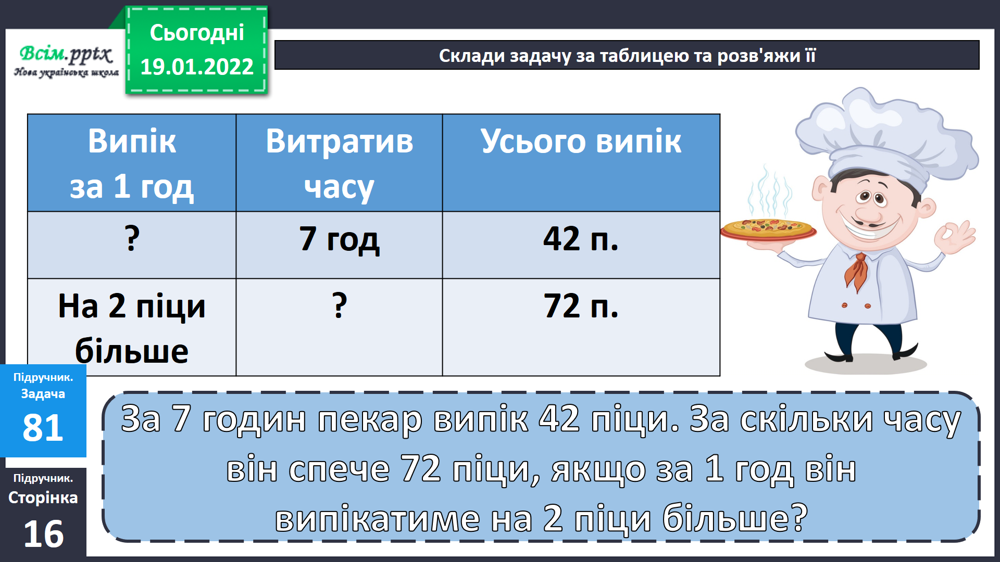 Сьогодні
19.01.2022
Всім.pptx
Нова українська школа
Склади задачу за таблицею та розв'яжи її
Випік
за 1 год
Витратив
часу
Усього випік
?
7 год
42 п.
На 2 піци
більше
?
72 п.
Підручник.
Задача
81
Підручник.
Сторінка
16
За 7 годин пекар випік 42 піци. За скільки часу
він спече 72 піци, якщо за 1 год він
випікатиме на 2 піци більше?